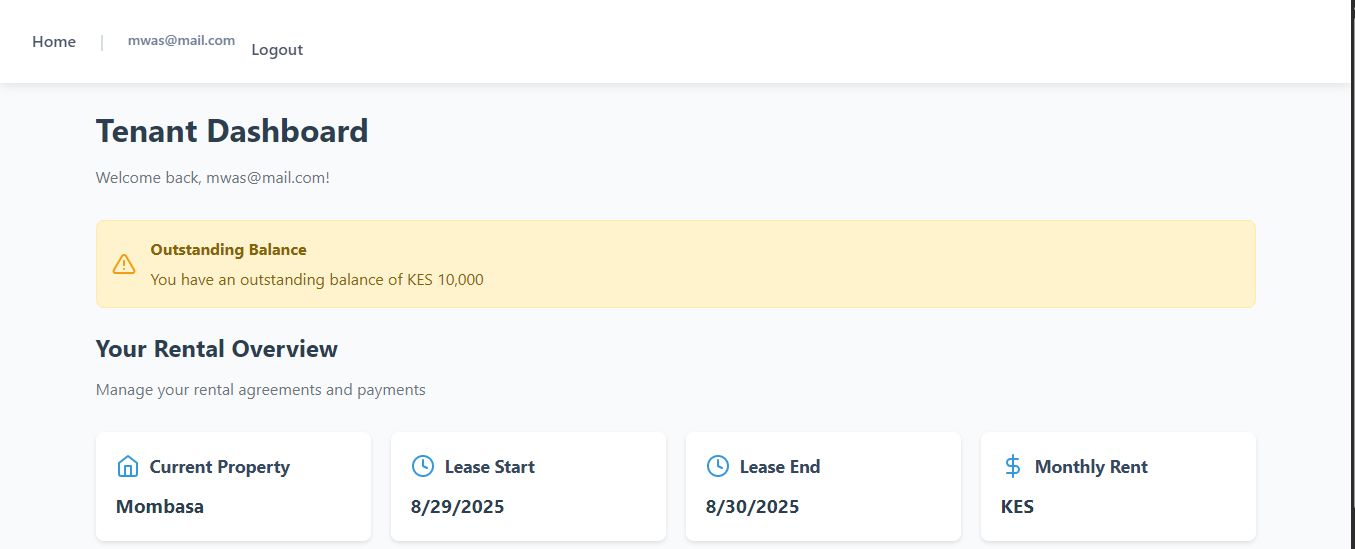 Home | mwas@mail.com Logout
Tenant Dashboard
Welcome back, mwas@mail.com!
Outstanding Balance
You have an outstanding balance of KES 10,000
Your Rental Overview
Manage your rental agreements and payments
Current Property
Mombasa
Lease Start
8/29/2025
Lease End
8/30/2025
Monthly Rent
KES